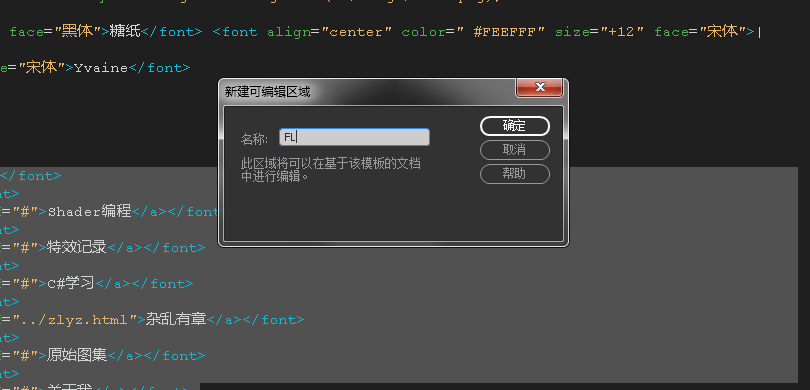 face="黑体">糖纸</font> <font align="center" color=" #FEEFFF" size="+12" face="宋体">|
e="宋体">Yvaine</font>
新建可编辑区域
名称: FL
确定
此区域将可以在基于该模板的文档
中进行编辑。
取消
帮助
</font>
nt>
="#">Shader编程</a></fon
nt>
="#">特效记录</a></font>
nt>
="#">C#学习</a></font>
nt>
="../zlyz.html">杂乱有章</a></font>
nt>
="#">原始图集</a></font>
nt>
="#">关于我</a></font>